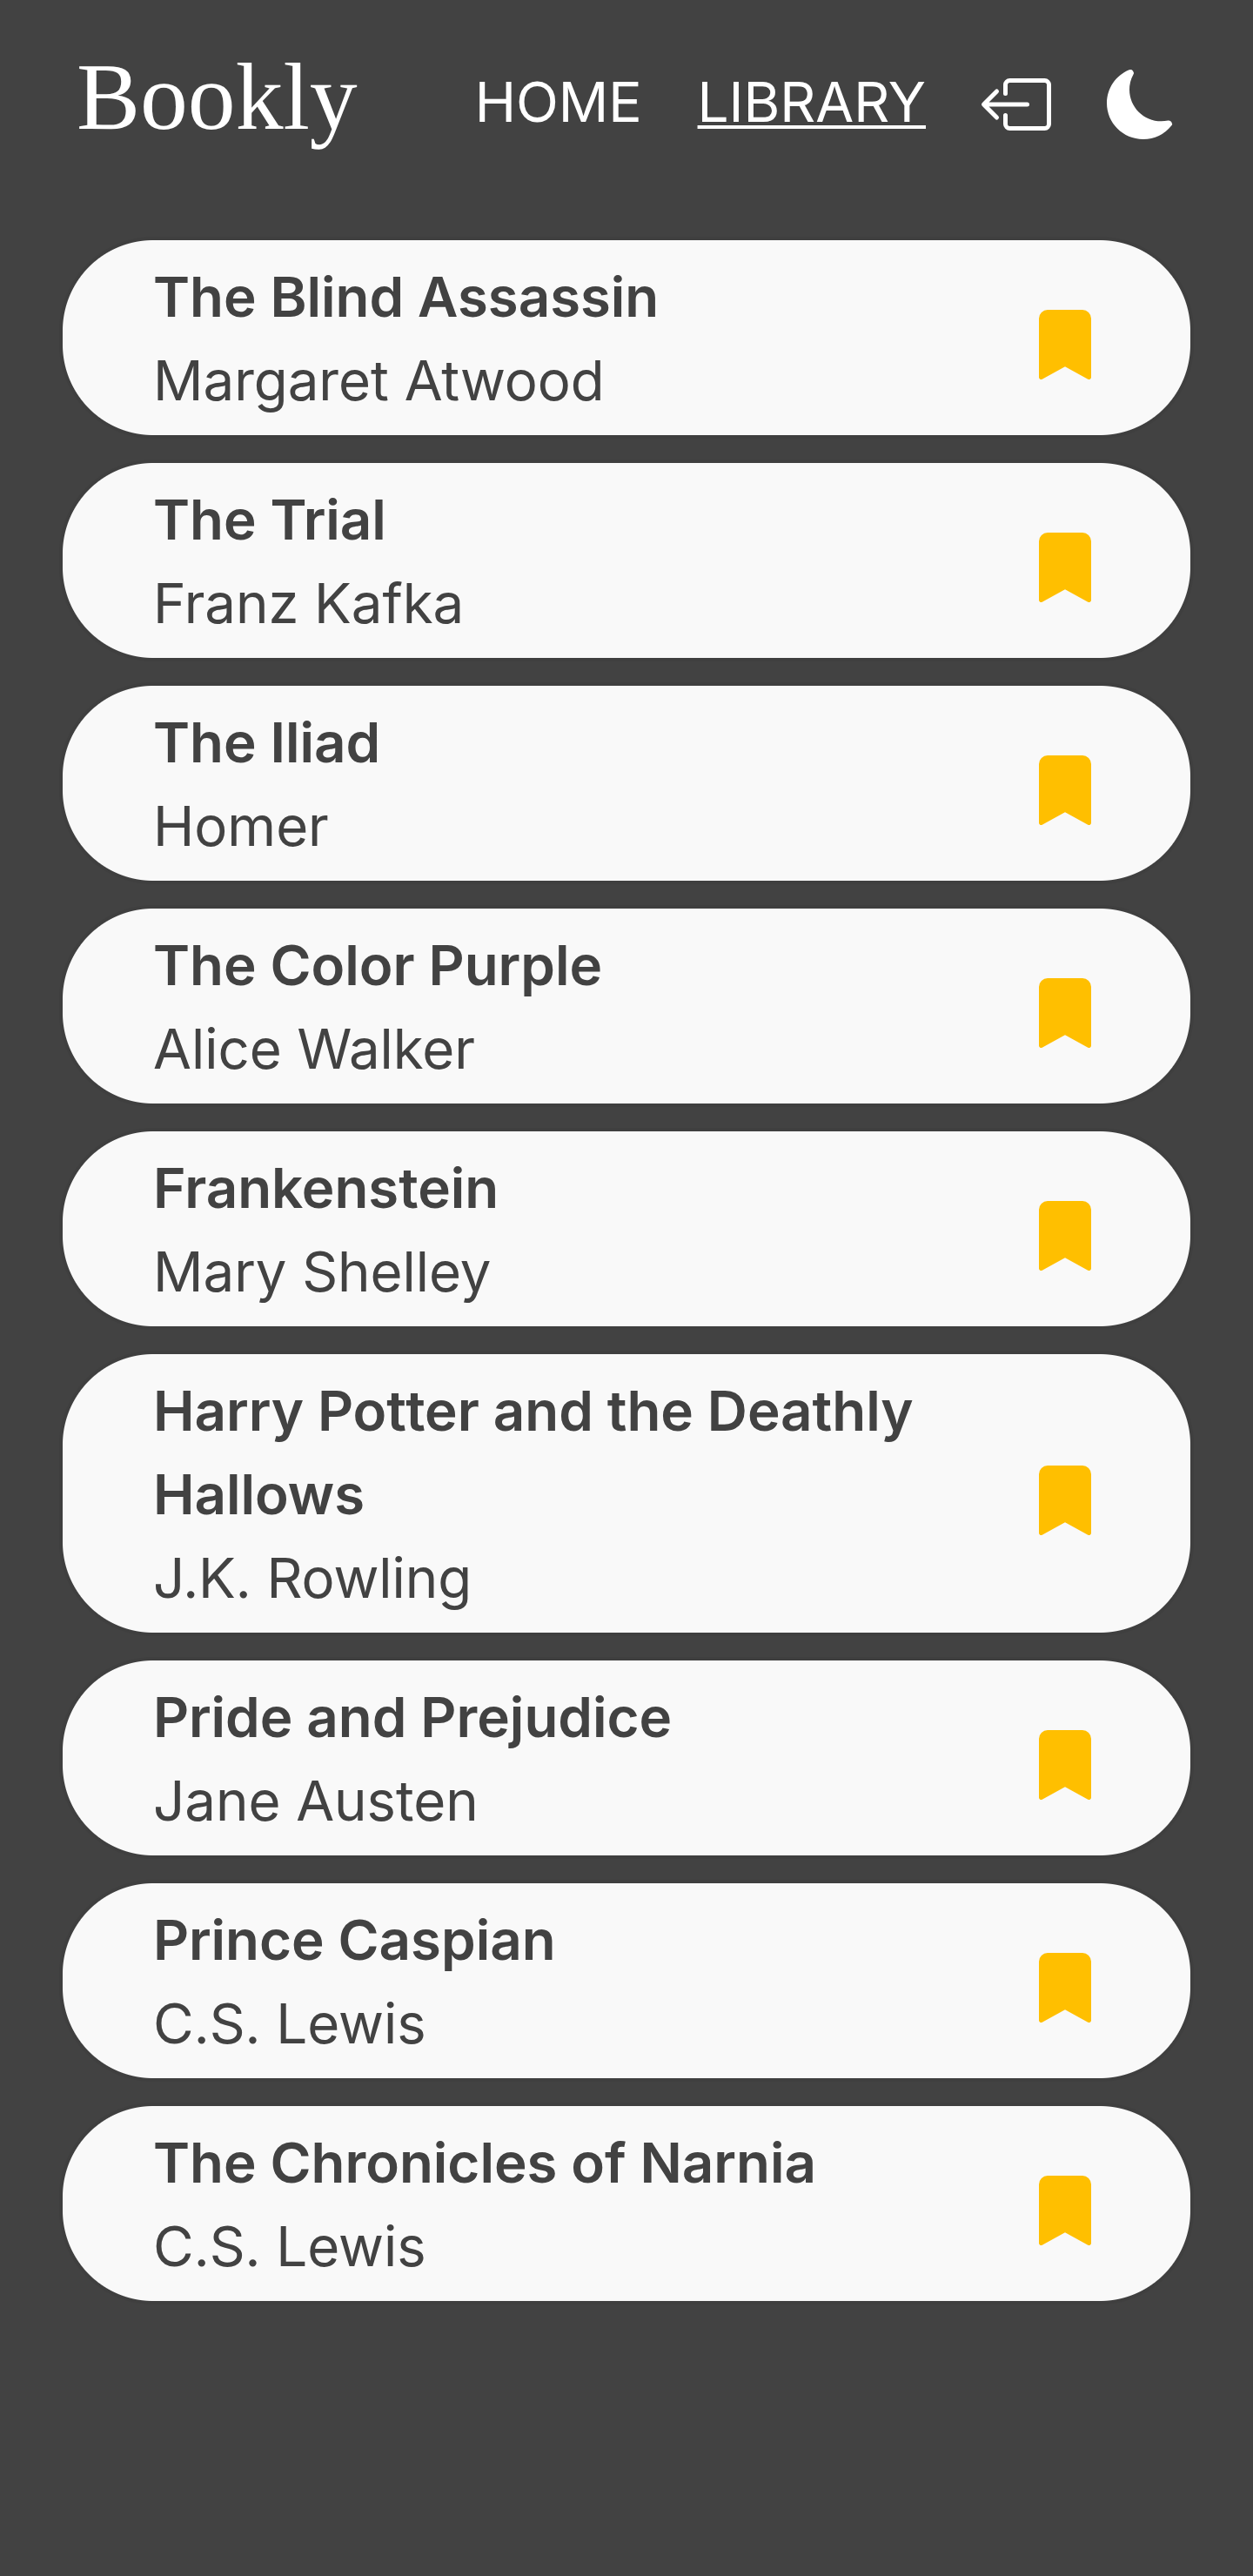 Bookly HOME LIBRARY
The Blind Assassin
Margaret Atwood
The Trial
Franz Kafka
The Iliad
Homer
The Color Purple
Alice Walker
Frankenstein
Mary Shelley
Harry Potter and the Deathly
Hallows
J.K. Rowling
Pride and Prejudice
Jane Austen
Prince Caspian
C.S. Lewis
The Chronicles of Narnia
C.S. Lewis